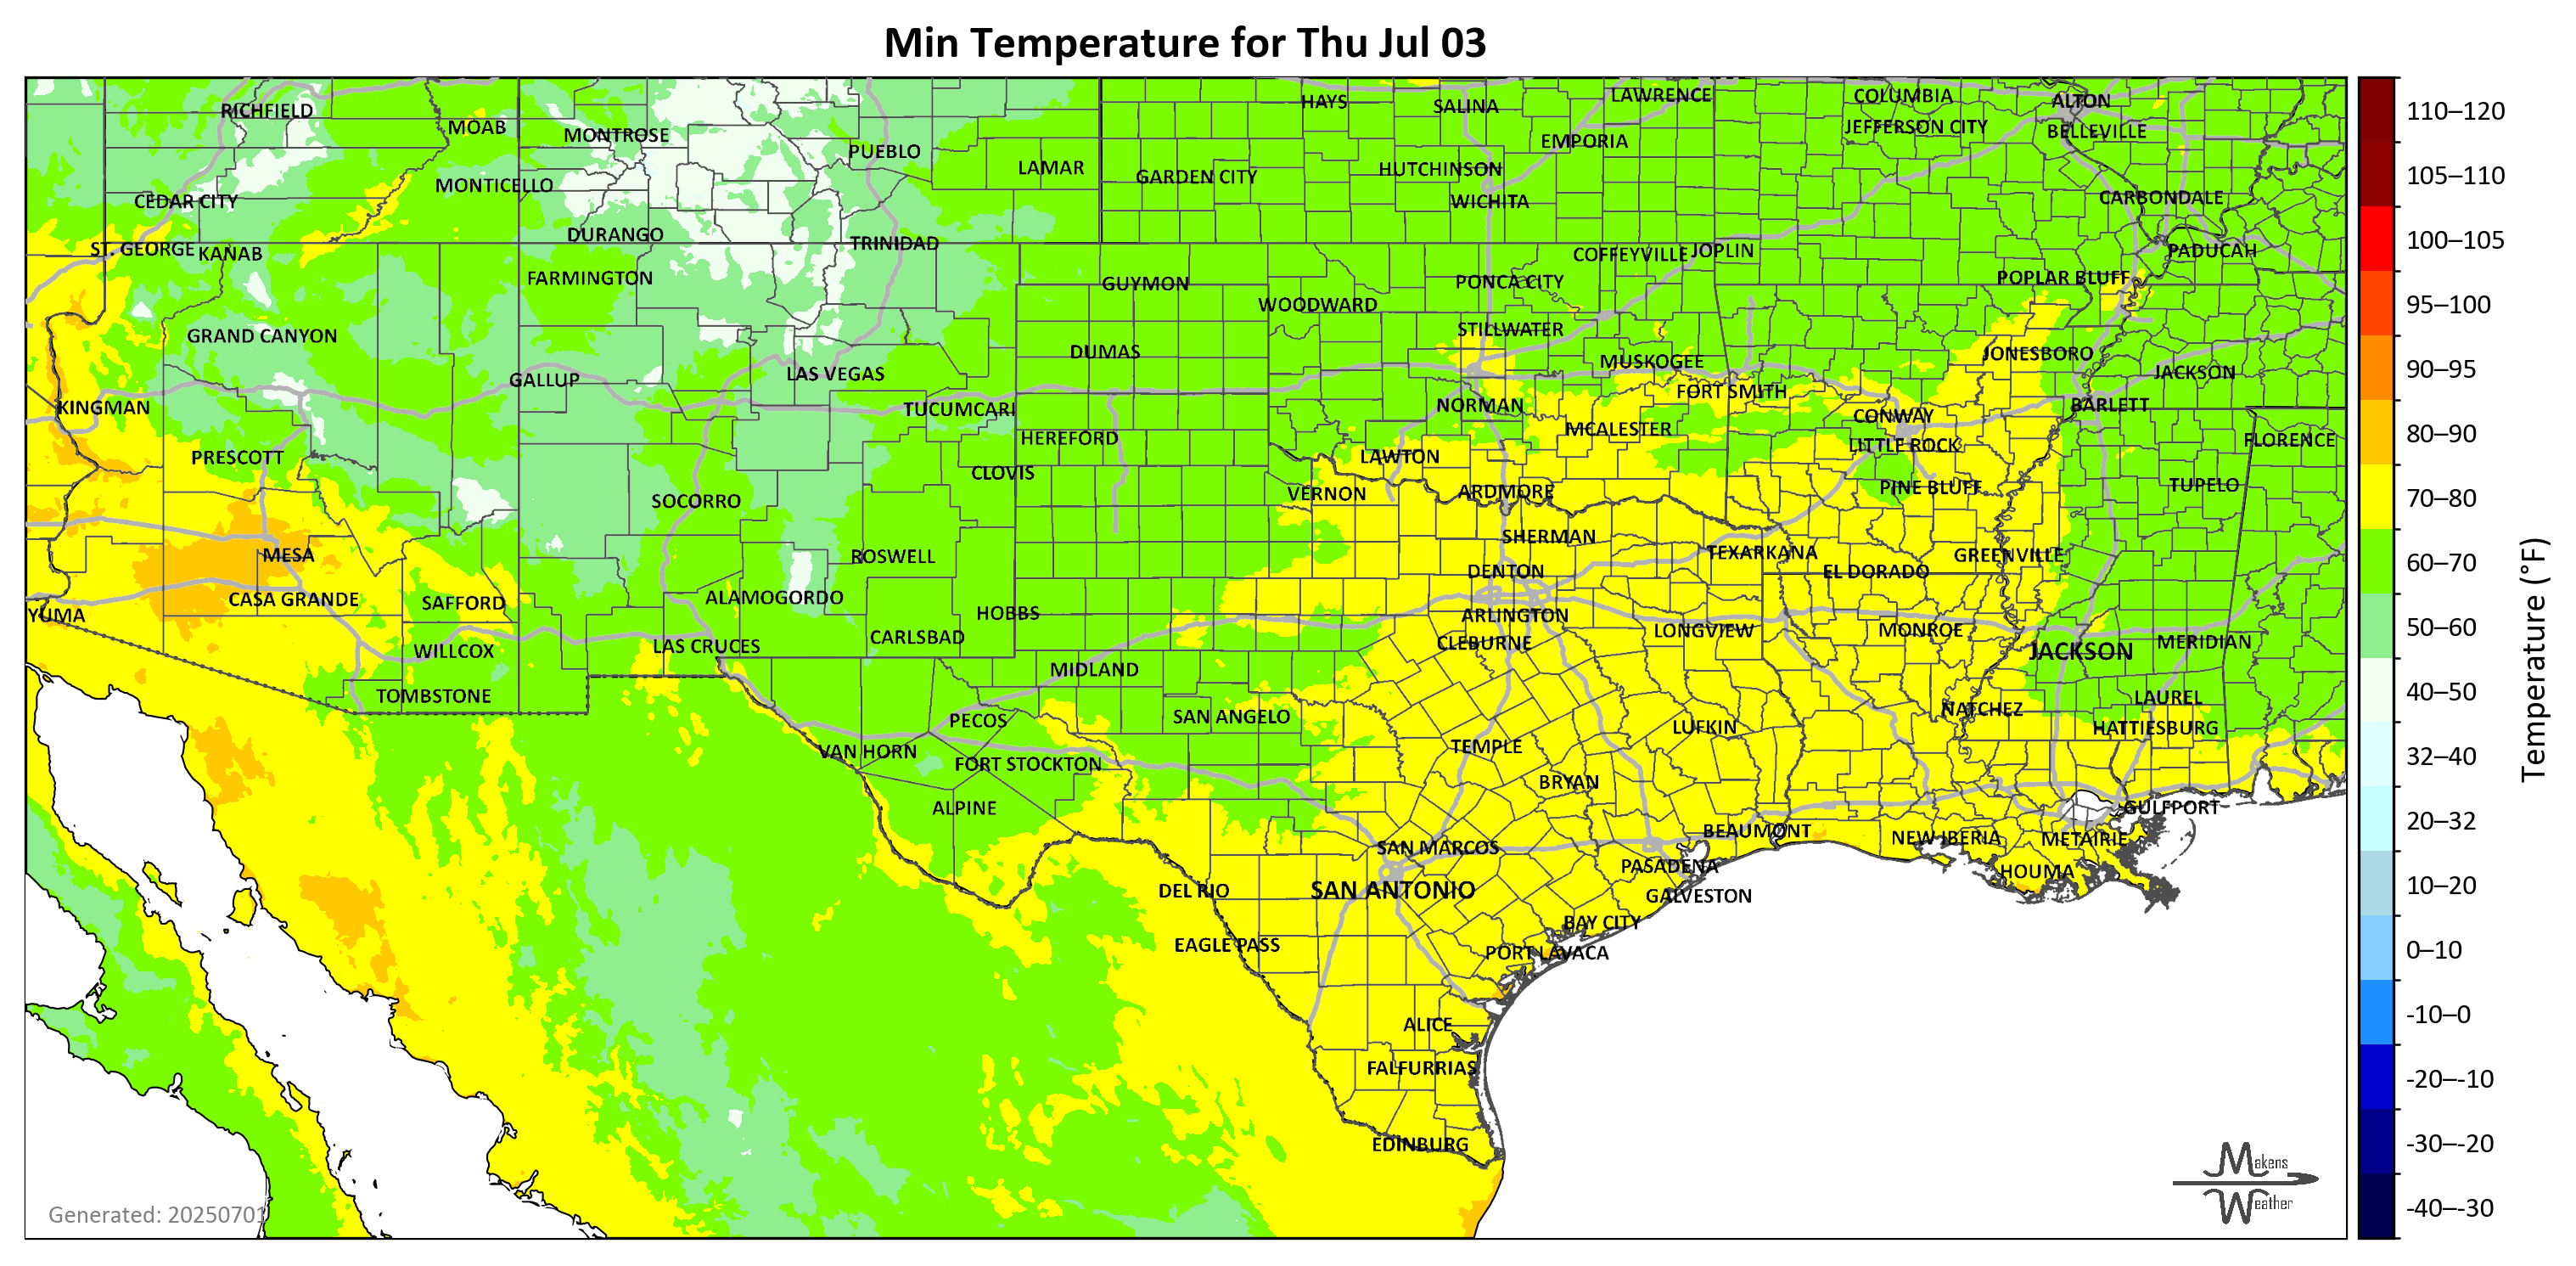 Min Temperature for Thu Jul 03
RICHFIELD
MOAB
MONTROSE
PUEBLO
LAMAR
HAYS
SALINA
LAWRENCE
COLUMBIA
ALTON
JEFFERSON CITY
BELLEVILLE
EMPORIA
GARDEN CITY
HUTCHINSON
WICHITA
MONTICELLO
CEDAR CITY
CARBONDALE
DURANGO
TRINIDAD
ST. GEORGE
KANAB
COFFEYVILLE
JOPLIN
PADUCAH
FARMINGTON
GUYMON
PONCA CITY
POPLAR BLUFF
WOODWARD
GRAND CANYON
STILLWATER
DUMAS
MUSKOGEE
JONESBORO
GALLUP
LAS VEGAS
FORT SMITH
JACKSON
KINGMAN
TUCUMCARI
NORMAN
CONWAY
BARLETT
HEREFORD
MCALESTER
LITTLE ROCK
FLORENCE
PRESCOTT
CLOVIS
LAWTON
SOCORRO
VERNON
ARDMORE
PINE BLUFF
TUPELO
MESA
ROSWELL
SHERMAN
TEXARKANA
GREENVILLE
DENTON
EL DORADO
YUMA
CASA GRANDE
SAFFORD
ALAMOGORDO
HOBBS
ARLINGTON
WILLCOX
LAS CRUCES
CARLSBAD
CLEBURNE
LONGVIEW
MONROE
JACKSON
MERIDIAN
TOMBSTONE
MIDLAND
LAUREL
PECOS
SAN ANGELO
LUFKIN
NATCHEZ
HATTIESBURG
VAN HORN
FORT STOCKTON
TEMPLE
BRYAN
ALPINE
GULFPORT
BEAUMONT
NEW IBERIA
METAIRIE
SAN MARCOS
PASADENA
HOUMA
DEL RIO
SAN ANTONIO
GALVESTON
BAY CITY
EAGLE PASS
PORT LAVACA
ALICE
FALFURRIAS
EDINBURG
Generated: 20250701
Makens
Weather
110–120
105–110
100–105
95–100
90–95
80–90
70–80
60–70
50–60
40–50
32–40
20–32
10–20
0–10
-10–0
-20–-10
-30–-20
-40–-30
Temperature (°F)